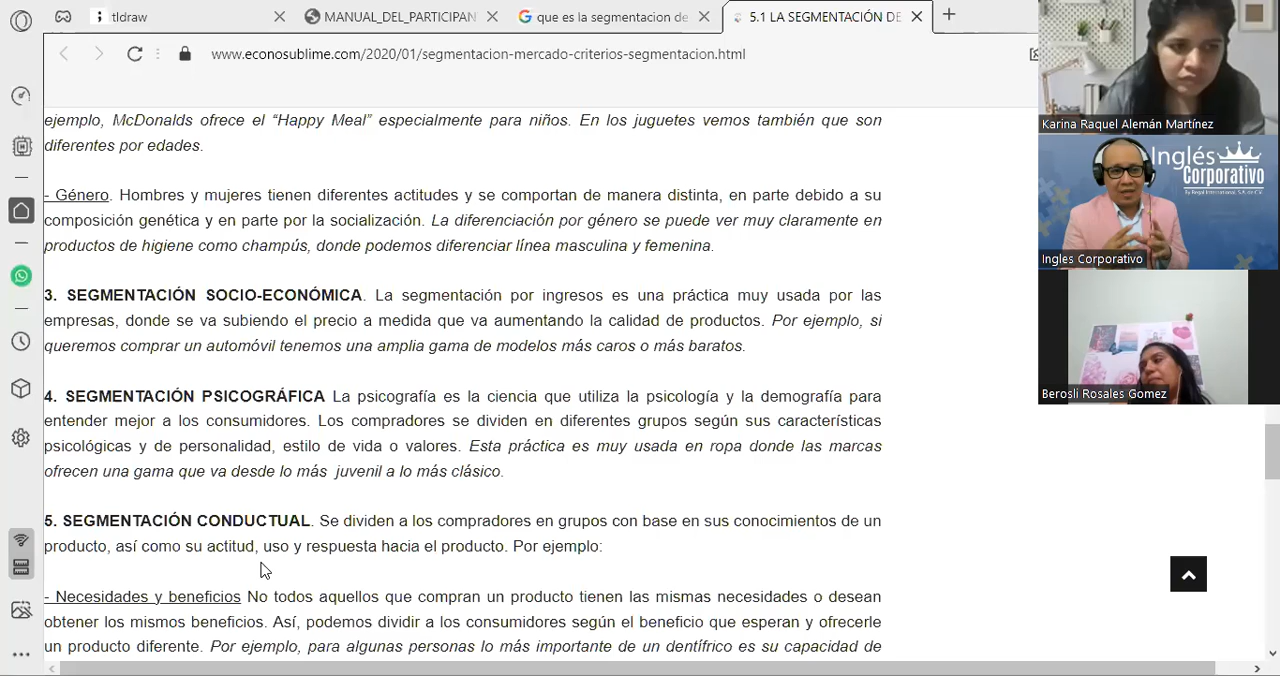 tldraw
MANUAL_DEL_PARTICIPAN
que es la segmentacion de
5.1 LA SEGMENTACIÓN DE
www.econosublime.com/2020/01/segmentacion-mercado-criterios-segmentacion.html
ejemplo, McDonalds ofrece el “Happy Meal” especialmente para niños. En los juguetes vemos también que son
diferentes por edades.
- Género. Hombres y mujeres tienen diferentes actitudes y se comportan de manera distinta, en parte debido a su
composición genética y en parte por la socialización. La diferenciación por género se puede ver muy claramente en
productos de higiene como champús, donde podemos diferenciar línea masculina y femenina.
3. SEGMENTACIÓN SOCIO-ECONÓMICA. La segmentación por ingresos es una práctica muy usada por las
empresas, donde se va subiendo el precio a medida que va aumentando la calidad de productos. Por ejemplo, si
queremos comprar un automóvil tenemos una amplia gama de modelos más caros o más baratos.
4. SEGMENTACIÓN PSICOGRÁFICA La psicografía es la ciencia que utiliza la psicología y la demografía para
entender mejor a los consumidores. Los compradores se dividen en diferentes grupos según sus características
psicológicas y de personalidad, estilo de vida o valores. Esta práctica es muy usada en ropa donde las marcas
ofrecen una gama que va desde lo más juvenil a lo más clásico.
5. SEGMENTACIÓN CONDUCTUAL. Se dividen a los compradores en grupos con base en sus conocimientos de un
producto, así como su actitud, uso y respuesta hacia el producto. Por ejemplo:
- Necesidades y beneficios No todos aquellos que compran un producto tienen las mismas necesidades o desean
obtener los mismos beneficios. Así, podemos dividir a los consumidores según el beneficio que esperan y ofrecerle
un producto diferente. Por ejemplo, para algunas personas lo más importante de un dentífrico es su capacidad de
Karina Raquel Alemán Martínez
Inglés
Corporativo
By Regal International, S.A. de C.V.
Ingles Corporativo
Berosli Rosales Gomez